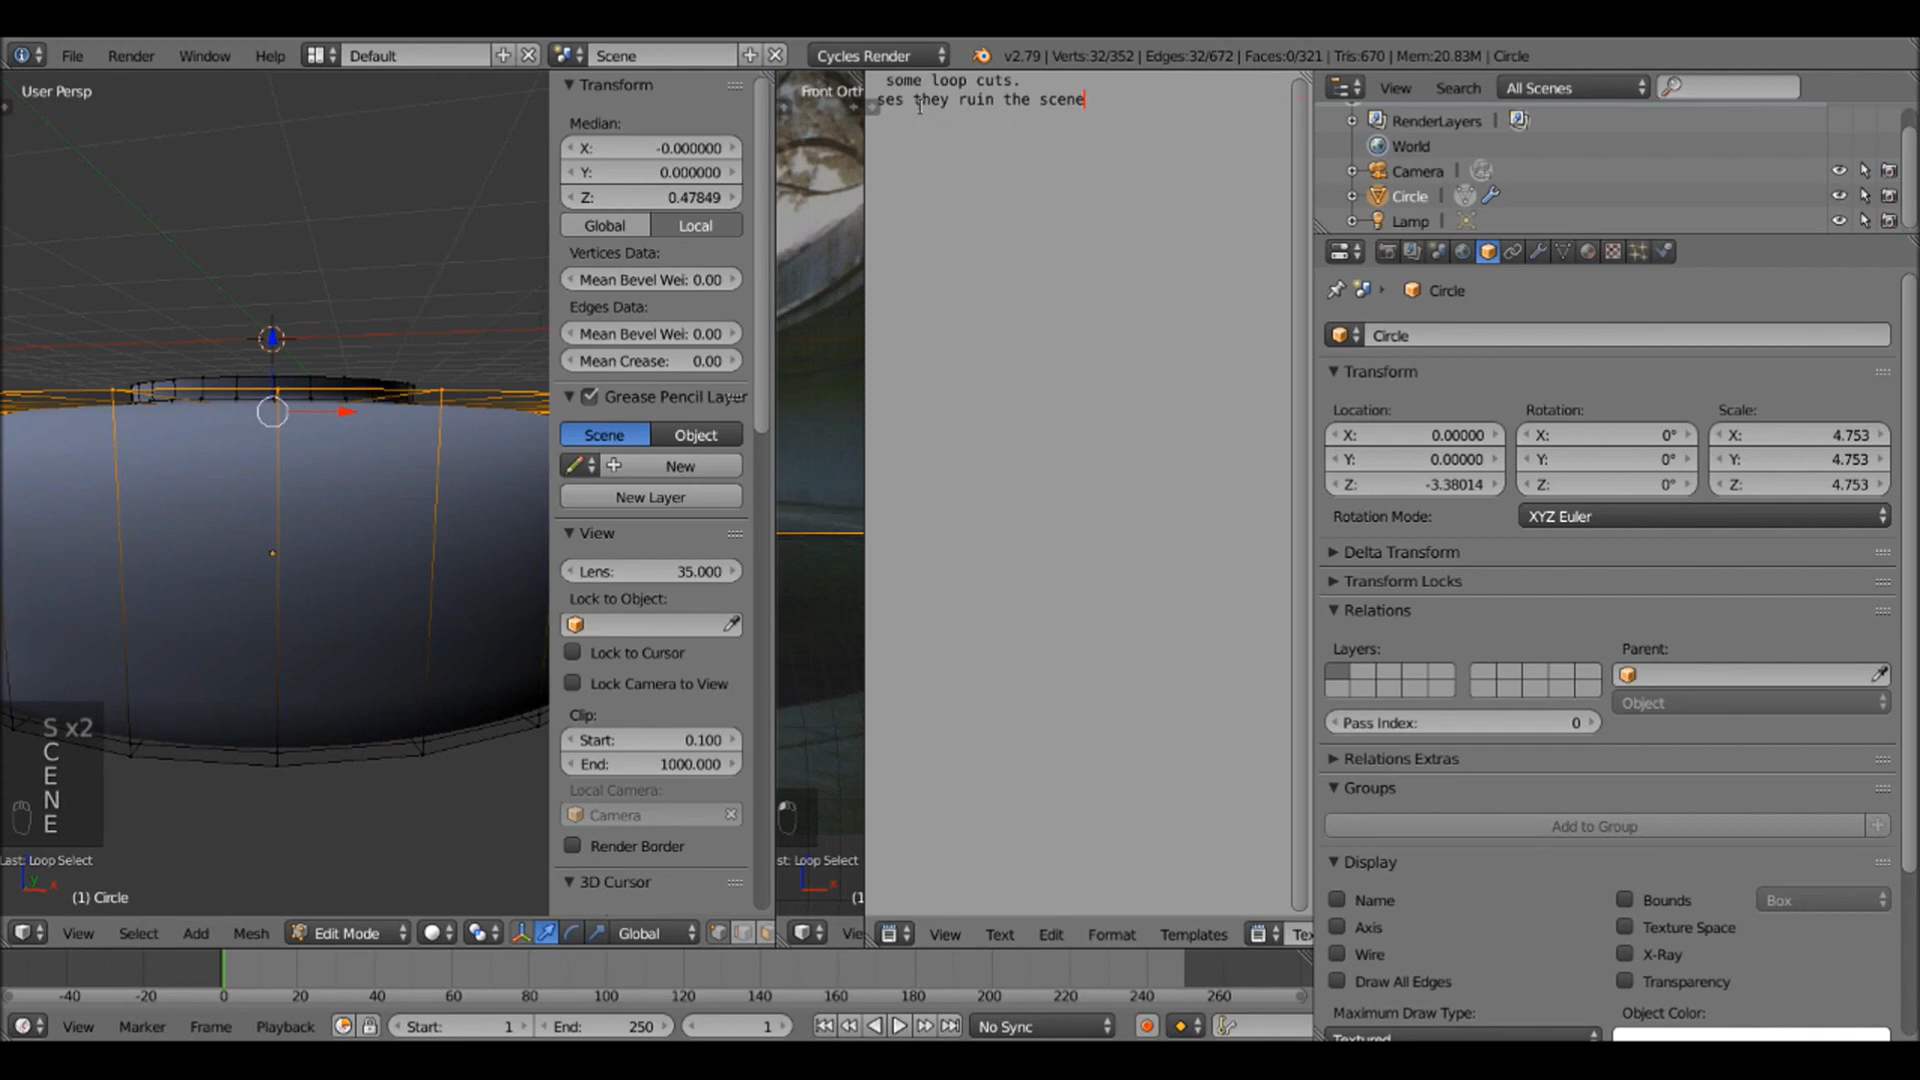 File Render Window Help Default Scene Cycles Render v2.79 | Verts:32/352 | Edges:32/672 | Faces:0/321 | Tris:670 | Mem:20.83M | Circle
User Persp
S x2
C
E
N
E
Last: Loop Select
(1) Circle
Transform
Median:
X: -0.000000
Y: 0.000000
Z: 0.47849
Global Local
Vertices Data:
Mean Bevel Wei: 0.00
Edges Data:
Mean Bevel Wei: 0.00
Mean Crease: 0.00
Grease Pencil Layer
Scene Object
New
New Layer
View
Lens: 35.000
Lock to Object:
Lock to Cursor
Lock Camera to View
Clip:
Start: 0.100
End: 1000.000
Local Camera:
Camera
Render Border
3D Cursor
Front Orth
st: Loop Select
(1
some loop cuts.
ses they ruin the scene
View Search All Scenes
RenderLayers
World
Camera
Circle
Lamp
Circle
Circle
Transform
Location: Rotation: Scale:
X: 0.00000 X: 0° X: 4.753
Y: 0.00000 Y: 0° Y: 4.753
Z: -3.38014 Z: 0° Z: 4.753
Rotation Mode: XYZ Euler
Delta Transform
Transform Locks
Relations
Layers: Parent:
Object
Pass Index: 0
Relations Extras
Groups
Add to Group
Display
Name Bounds Box
Axis Texture Space
Wire X-Ray
Draw All Edges Transparency
Maximum Draw Type: Object Color:
Textured
View Select Add Mesh Edit Mode Global
Vie
View Text Edit Format Templates Tex
-40 -20 0 20 40 60 80 100 120 140 160 180 200 220 240 260
View Marker Frame Playback Start: 1 End: 250 1 No Sync